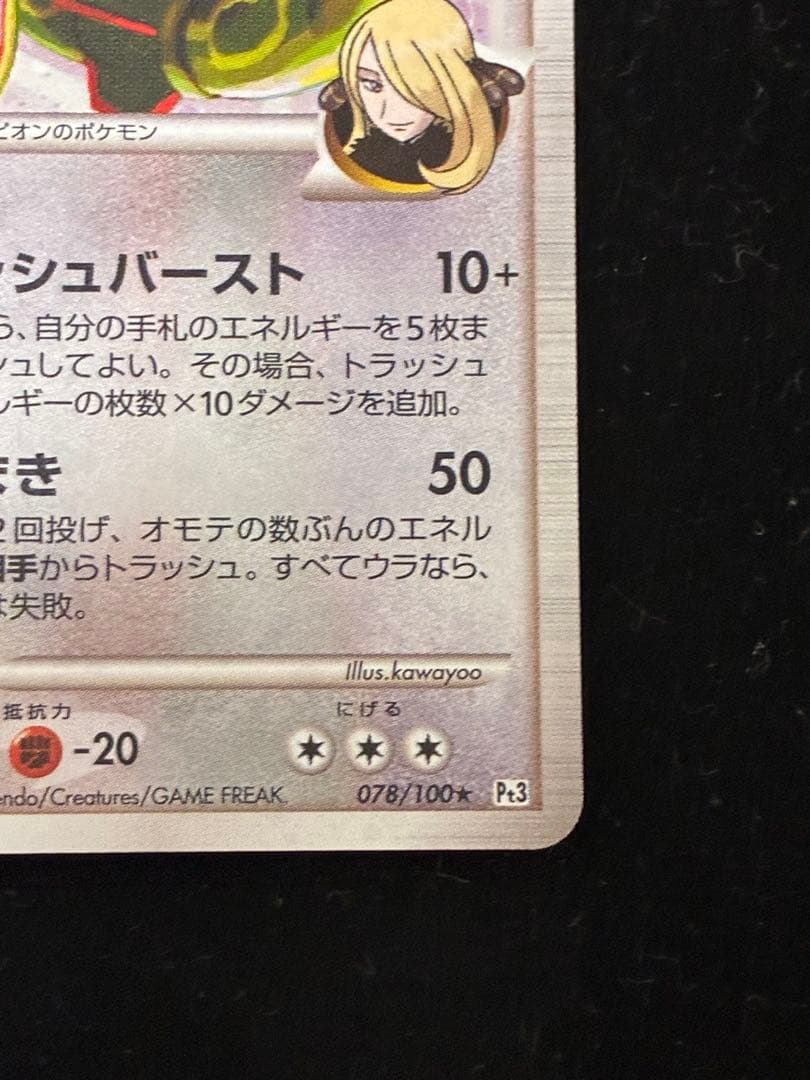 ピオンのポケモン
シュバースト 10+
ら、自分の手札のエネルギーを5枚ま
シュしてよい。その場合、トラッシュ
ルギーの枚数×10ダメージを追加。
まき 50
2回投げ、オモテの数ぶんのエネル
相手からトラッシュ。すべてウラなら、
は失敗。
Illus.kawayoo
抵抗力 にげる
-20
endo/Creatures/GAME FREAK. 078/100★ Pt3